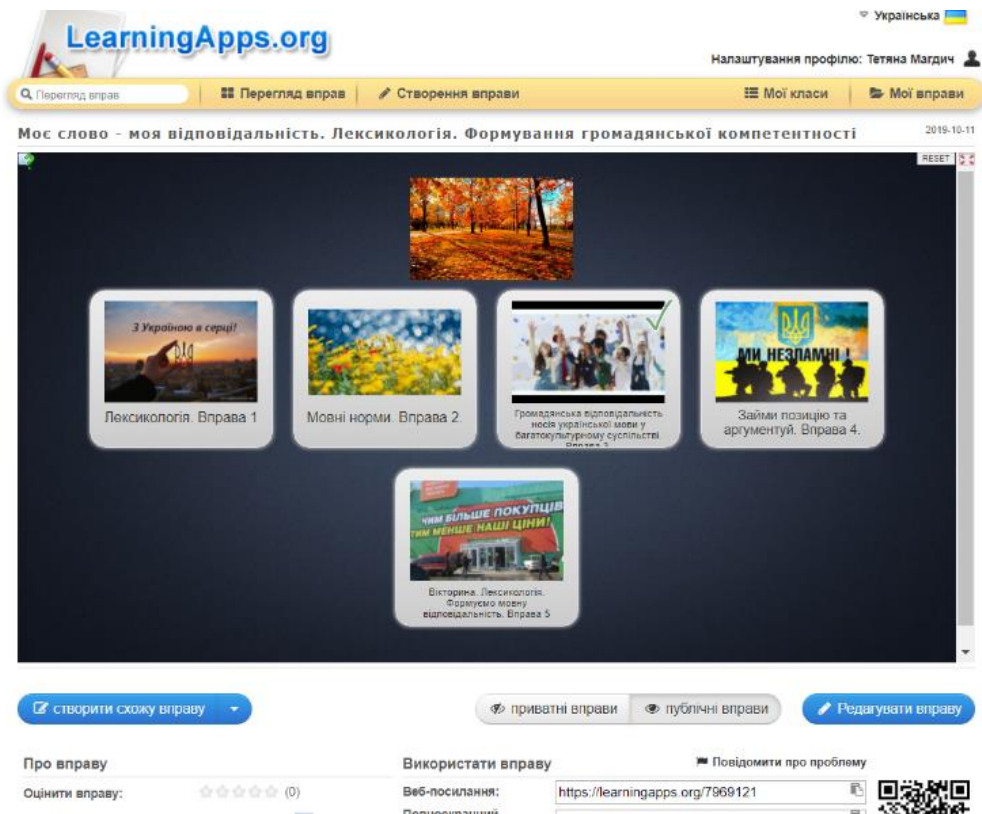 Українська
LearningApps.org
Налаштування профілю: Тетяна Магдич
Перегляд вправ
Перегляд вправ
Створення вправи
Мої класи
Мої вправи
Моє слово - моя відповідальність. Лексикологія. Формування громадянської компетентності
2019-10-11
RESET
З Україною в серці!
Лексикологія. Вправа 1
Мовні норми. Вправа 2.
Громадянська відповідальність
носія української мови у
багатокультурному суспільстві.
Вправа 3
МИ НЕЗЛАМНІ !
Займи позицію та
аргументуй. Вправа 4.
ЧИМ БІЛЬШЕ ПОКУПЦІВ
ТИМ МЕНШЕ НАШІ ЦІНИ!
Вікторина. Лексикологія.
Формуємо мовну
відповідальність. Вправа 5
створити схожу вправу
приватні вправи
публічні вправи
Редагувати вправу
Про вправу
Використати вправу
Повідомити про проблему
Оцінити вправу:
(0)
Веб-посилання:
https://learningapps.org/7969121